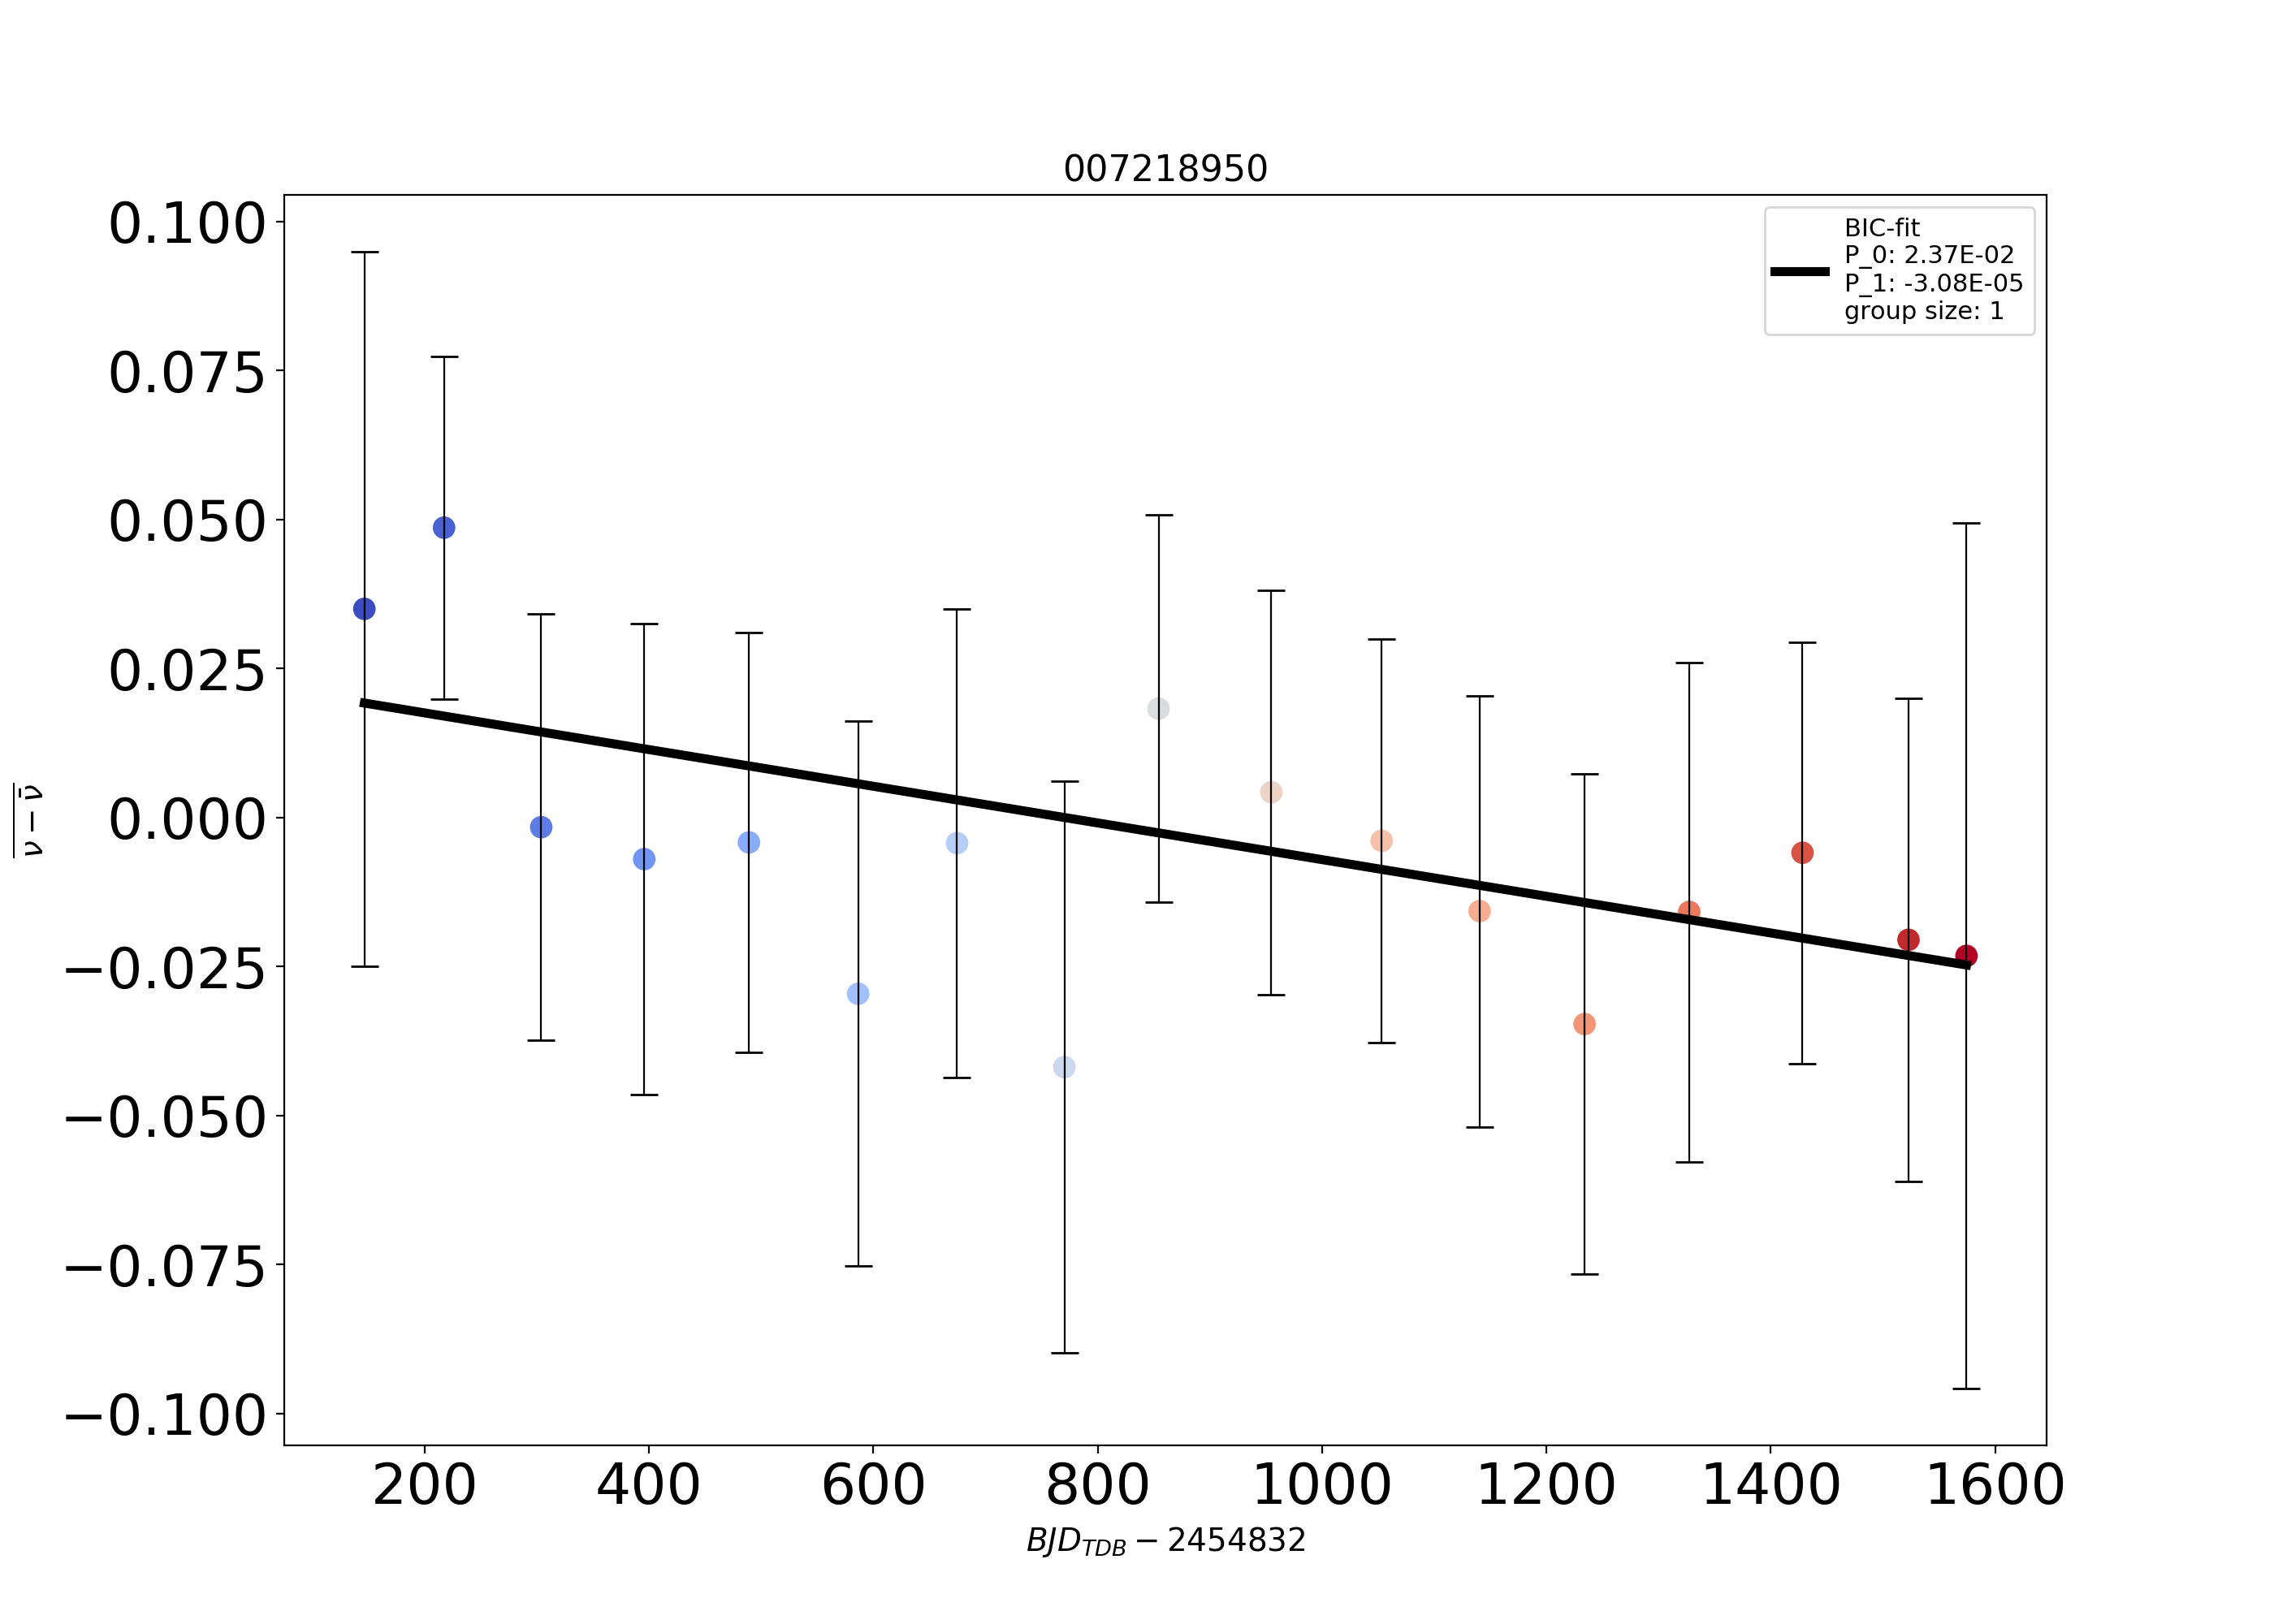 007218950
BIC-fit
P_0: 2.37E-02
P_1: -3.08E-05
group size: 1
0.100
0.075
0.050
0.025
0.000
−0.025
−0.050
−0.075
−0.100
ν − ν̄
200 400 600 800 1000 1200 1400 1600
BJD_TDB − 2454832